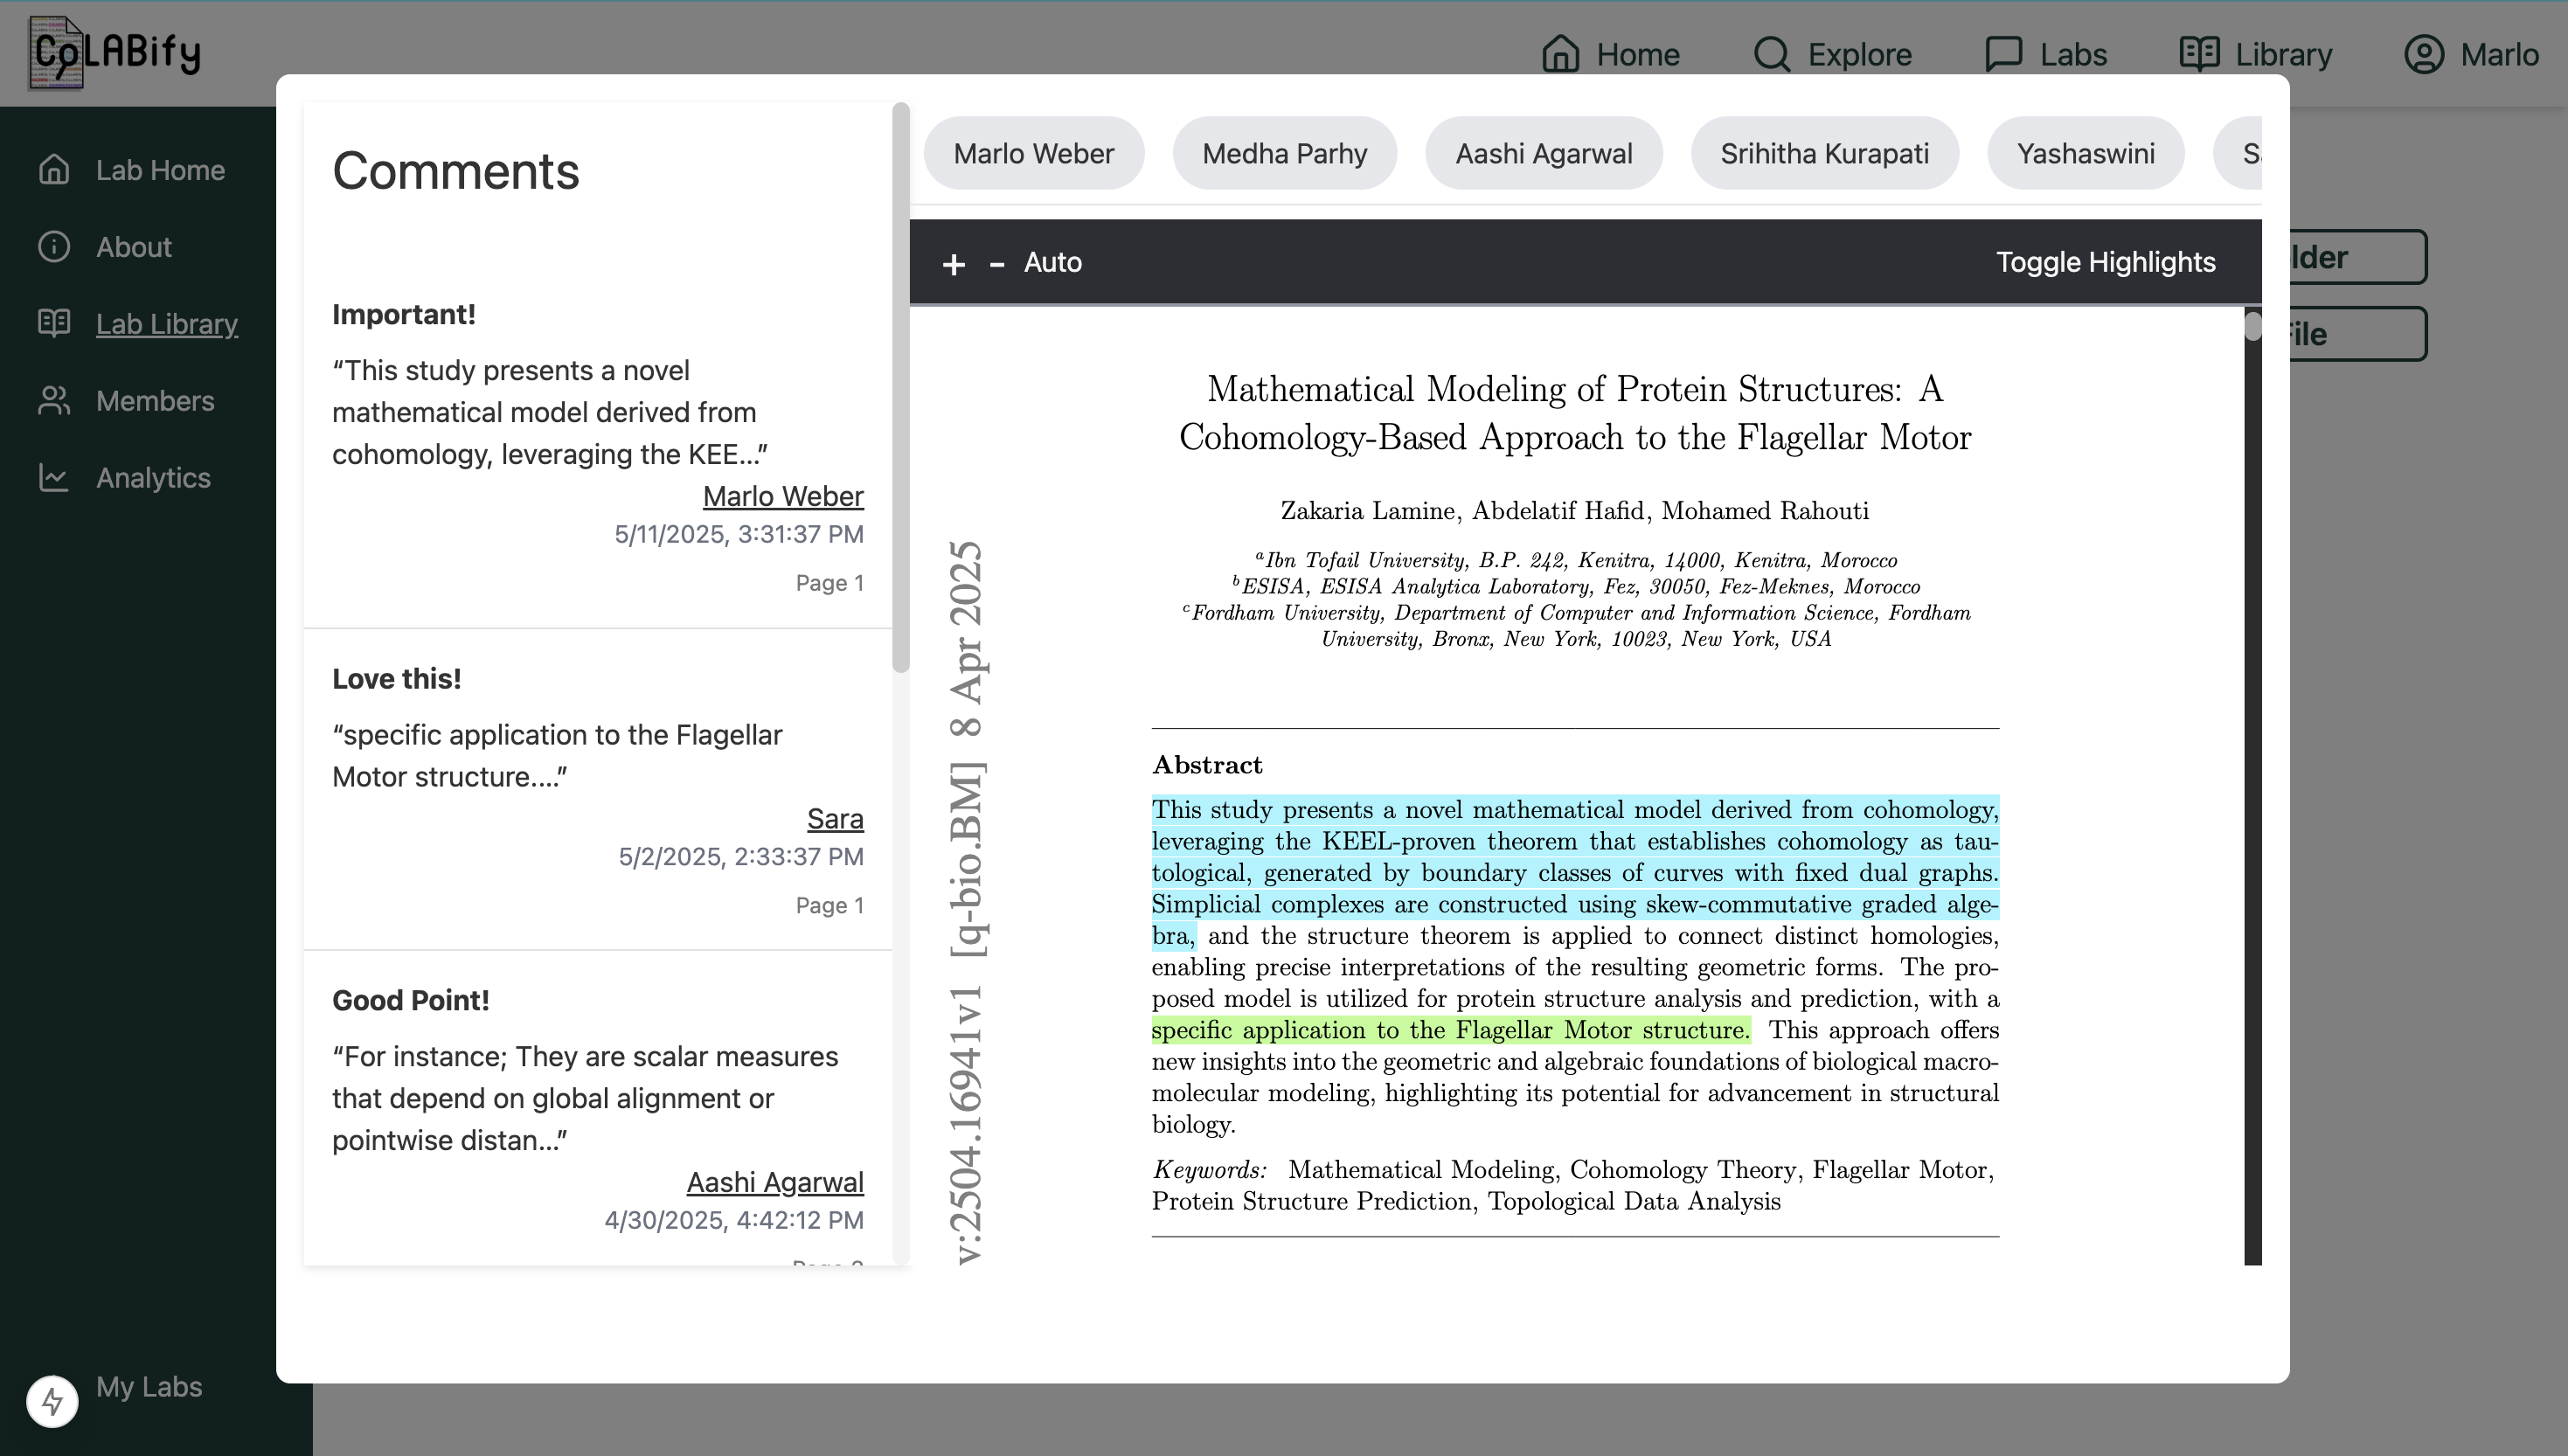 CoLABify
Home
Explore
Labs
Library
Marlo
Lab Home
About
Lab Library
Members
Analytics
My Labs
Comments
Important!
“This study presents a novel
mathematical model derived from
cohomology, leveraging the KEE...”
Marlo Weber
5/11/2025, 3:31:37 PM
Page 1
Love this!
“specific application to the Flagellar
Motor structure....”
Sara
5/2/2025, 2:33:37 PM
Page 1
Good Point!
“For instance; They are scalar measures
that depend on global alignment or
pointwise distan...”
Aashi Agarwal
4/30/2025, 4:42:12 PM
Marlo Weber
Medha Parhy
Aashi Agarwal
Srihitha Kurapati
Yashaswini
+ - Auto
Toggle Highlights
v:2504.16941v1 [q-bio.BM] 8 Apr 2025
Mathematical Modeling of Protein Structures: A
Cohomology-Based Approach to the Flagellar Motor
Zakaria Lamine, Abdelatif Hafid, Mohamed Rahouti
ᵃIbn Tofail University, B.P. 242, Kenitra, 14000, Kenitra, Morocco
ᵇESISA, ESISA Analytica Laboratory, Fez, 30050, Fez-Meknes, Morocco
ᶜFordham University, Department of Computer and Information Science, Fordham
University, Bronx, New York, 10023, New York, USA
Abstract
This study presents a novel mathematical model derived from cohomology,
leveraging the KEEL-proven theorem that establishes cohomology as tau-
tological, generated by boundary classes of curves with fixed dual graphs.
Simplicial complexes are constructed using skew-commutative graded alge-
bra, and the structure theorem is applied to connect distinct homologies,
enabling precise interpretations of the resulting geometric forms. The pro-
posed model is utilized for protein structure analysis and prediction, with a
specific application to the Flagellar Motor structure. This approach offers
new insights into the geometric and algebraic foundations of biological macro-
molecular modeling, highlighting its potential for advancement in structural
biology.
Keywords: Mathematical Modeling, Cohomology Theory, Flagellar Motor,
Protein Structure Prediction, Topological Data Analysis
lder
File